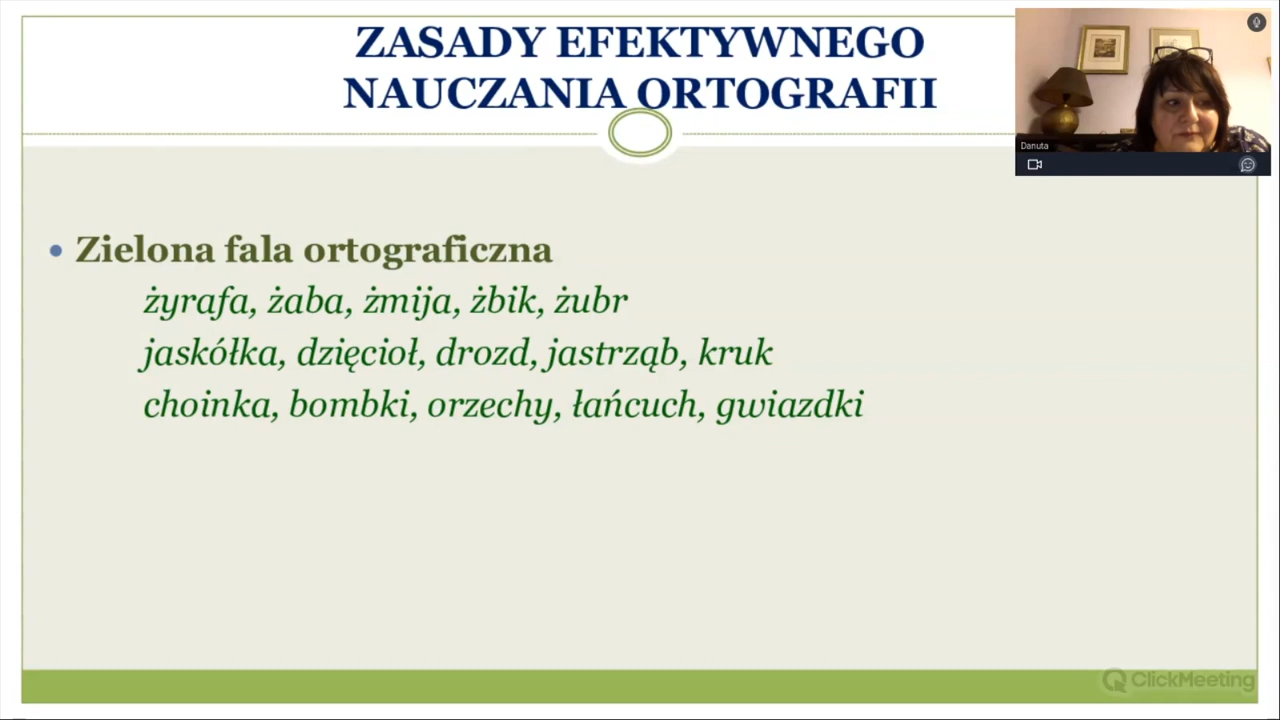 ZASADY EFEKTYWNEGO
NAUCZANIA ORTOGRAFII
Danuta
• Zielona fala ortograficzna
żyrafa, żaba, żmija, żbik, żubr
jaskółka, dzięcioł, drozd, jastrząb, kruk
choinka, bombki, orzechy, łańcuch, gwiazdki
ClickMeeting